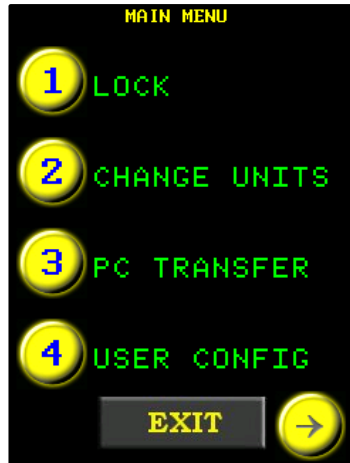 MAIN MENU
1 LOCK
2 CHANGE UNITS
3 PC TRANSFER
4 USER CONFIG
EXIT